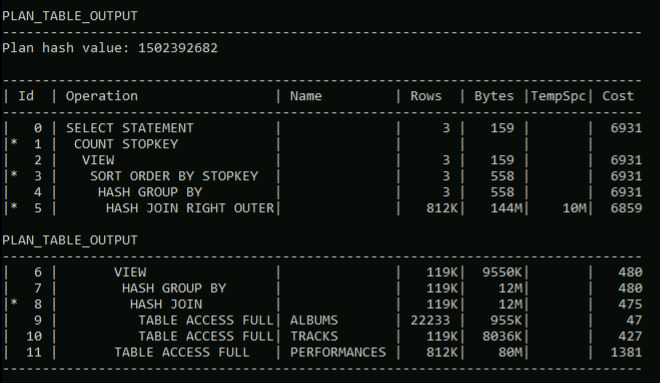 PLAN_TABLE_OUTPUT
--------------------------------------------------------------------------------
Plan hash value: 1502392682

--------------------------------------------------------------------------------
| Id | Operation | Name | Rows | Bytes |TempSpc| Cost
--------------------------------------------------------------------------------
| 0 | SELECT STATEMENT | | 3 | 159 | | 6931
|* 1 | COUNT STOPKEY | | | | |
| 2 | VIEW | | 3 | 159 | | 6931
|* 3 | SORT ORDER BY STOPKEY | | 3 | 558 | | 6931
| 4 | HASH GROUP BY | | 3 | 558 | | 6931
|* 5 | HASH JOIN RIGHT OUTER| | 812K| 144M| 10M| 6859

PLAN_TABLE_OUTPUT
--------------------------------------------------------------------------------
| 6 | VIEW | | 119K| 9550K| | 480
| 7 | HASH GROUP BY | | 119K| 12M| | 480
|* 8 | HASH JOIN | | 119K| 12M| | 475
| 9 | TABLE ACCESS FULL| ALBUMS | 22233 | 955K| | 47
| 10 | TABLE ACCESS FULL| TRACKS | 119K| 8036K| | 427
| 11 | TABLE ACCESS FULL | PERFORMANCES | 812K| 80M| | 1381
--------------------------------------------------------------------------------